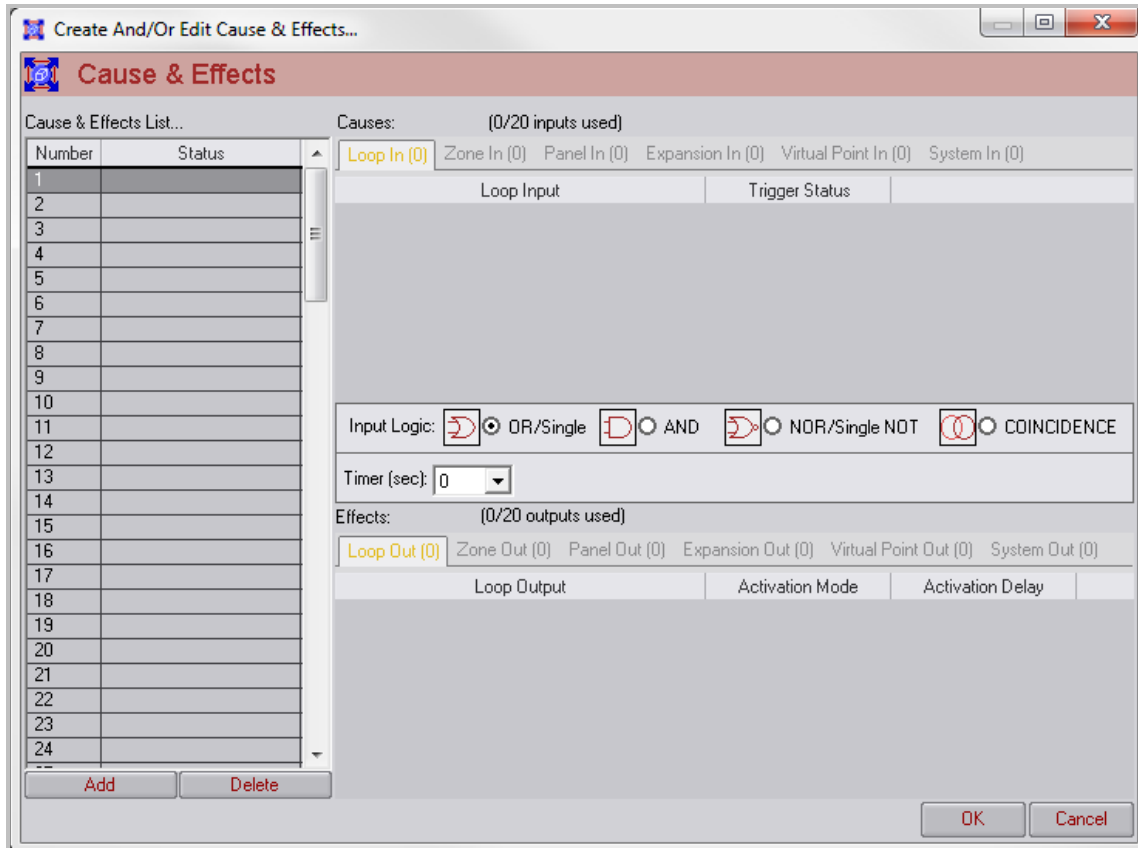 Create And/Or Edit Cause & Effects...
Cause & Effects
Cause & Effects List...
Number Status
1
2
3
4
5
6
7
8
9
10
11
12
13
14
15
16
17
18
19
20
21
22
23
24
Add Delete
Causes: (0/20 inputs used)
Loop In (0) Zone In (0) Panel In (0) Expansion In (0) Virtual Point In (0) System In (0)
Loop Input Trigger Status
Input Logic: OR/Single AND NOR/Single NOT COINCIDENCE
Timer (sec): 0
Effects: (0/20 outputs used)
Loop Out (0) Zone Out (0) Panel Out (0) Expansion Out (0) Virtual Point Out (0) System Out (0)
Loop Output Activation Mode Activation Delay
OK Cancel